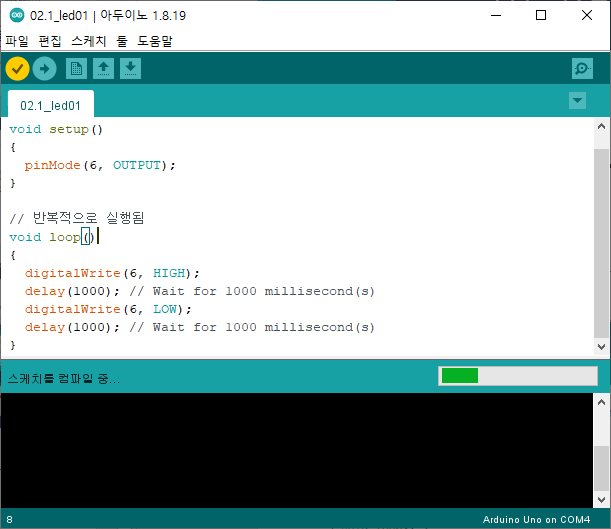 02.1_led01 | 아두이노 1.8.19
파일 편집 스케치 툴 도움말
02.1_led01
void setup()
{
  pinMode(6, OUTPUT);
}
// 반복적으로 실행됨
void loop()
{
  digitalWrite(6, HIGH);
  delay(1000); // Wait for 1000 millisecond(s)
  digitalWrite(6, LOW);
  delay(1000); // Wait for 1000 millisecond(s)
}
스케치를 컴파일 중...
8 Arduino Uno on COM4